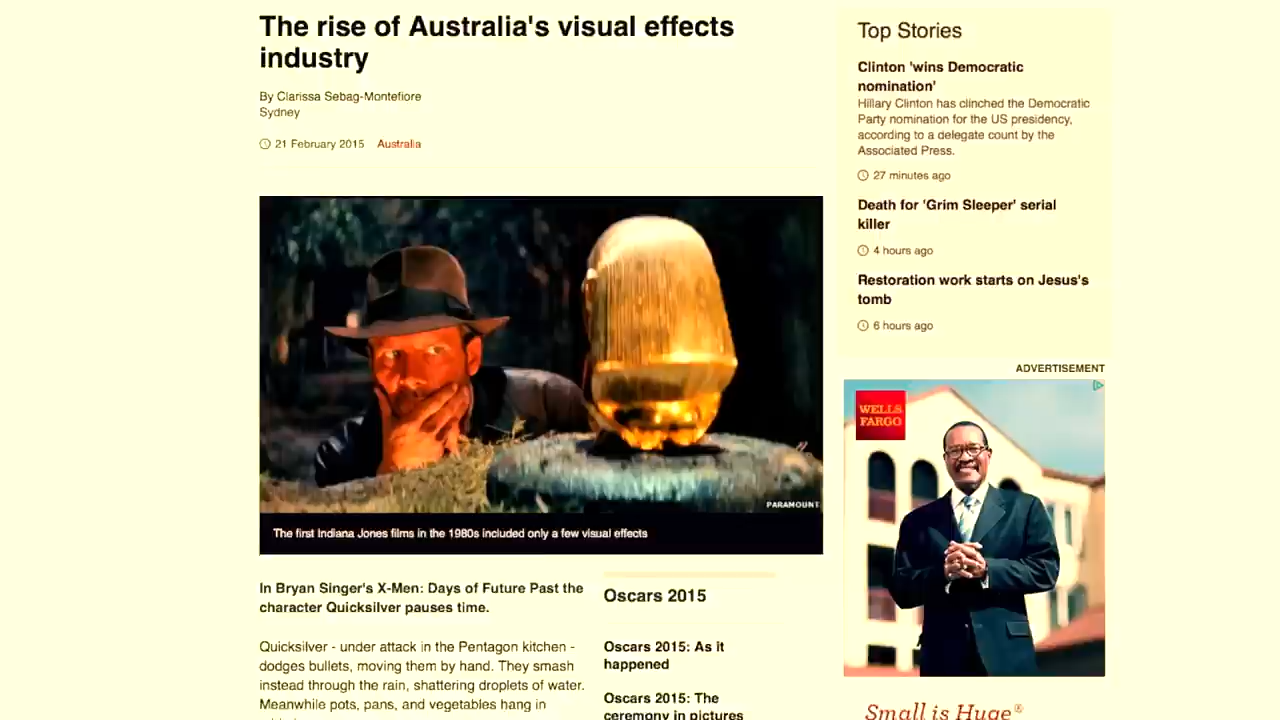 The rise of Australia's visual effects
industry
By Clarissa Sebag-Montefiore
Sydney
21 February 2015 Australia
PARAMOUNT
The first Indiana Jones films in the 1980s included only a few visual effects
In Bryan Singer's X-Men: Days of Future Past the
character Quicksilver pauses time.
Quicksilver - under attack in the Pentagon kitchen -
dodges bullets, moving them by hand. They smash
instead through the rain, shattering droplets of water.
Meanwhile pots, pans, and vegetables hang in
Oscars 2015
Oscars 2015: As it
happened
Oscars 2015: The
ceremony in pictures
Top Stories
Clinton 'wins Democratic
nomination'
Hillary Clinton has clinched the Democratic
Party nomination for the US presidency,
according to a delegate count by the
Associated Press.
27 minutes ago
Death for 'Grim Sleeper' serial
killer
4 hours ago
Restoration work starts on Jesus's
tomb
6 hours ago
ADVERTISEMENT
WELLS
FARGO
Small is Huge®